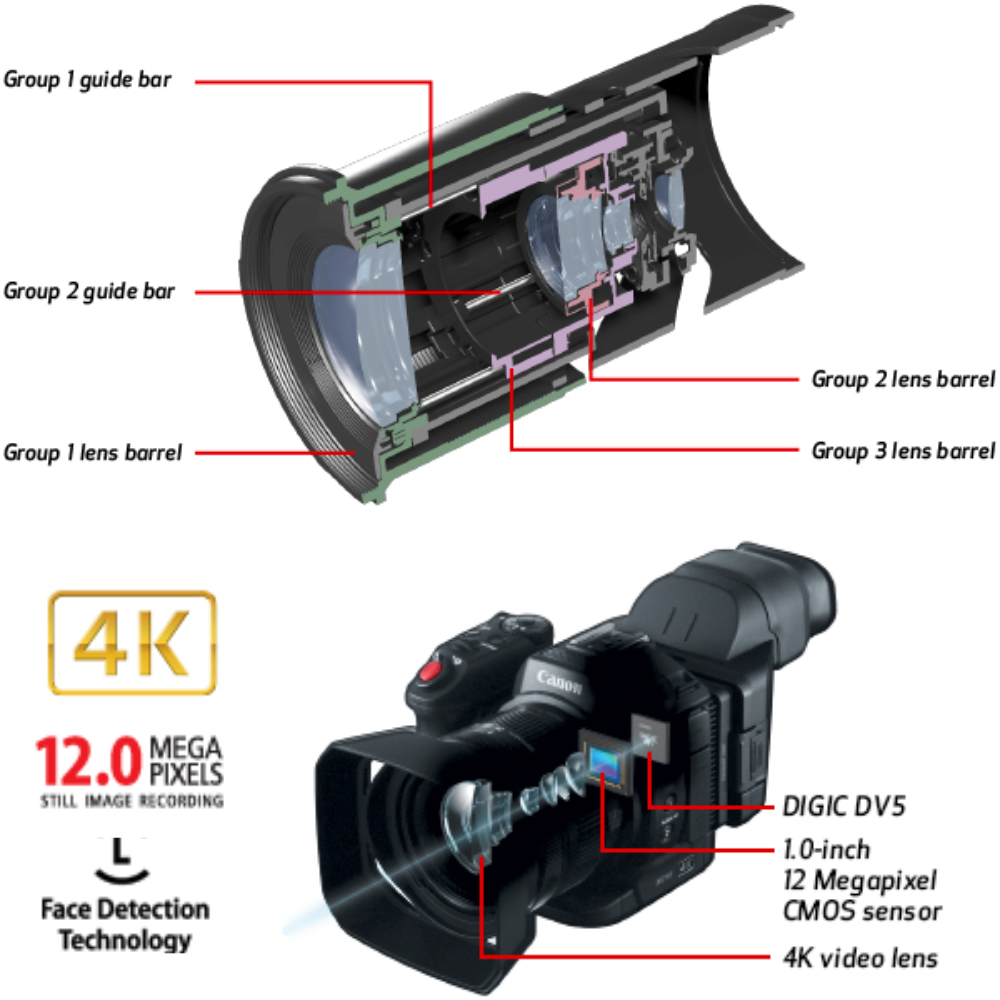 Group 1 guide bar
Group 2 guide bar
Group 2 lens barrel
Group 1 lens barrel
Group 3 lens barrel
4K
12.0 MEGA
PIXELS
STILL IMAGE RECORDING
Canon
DIGIC DV5
1.0-inch
12 Megapixel
CMOS sensor
Face Detection
Technology
4K video lens